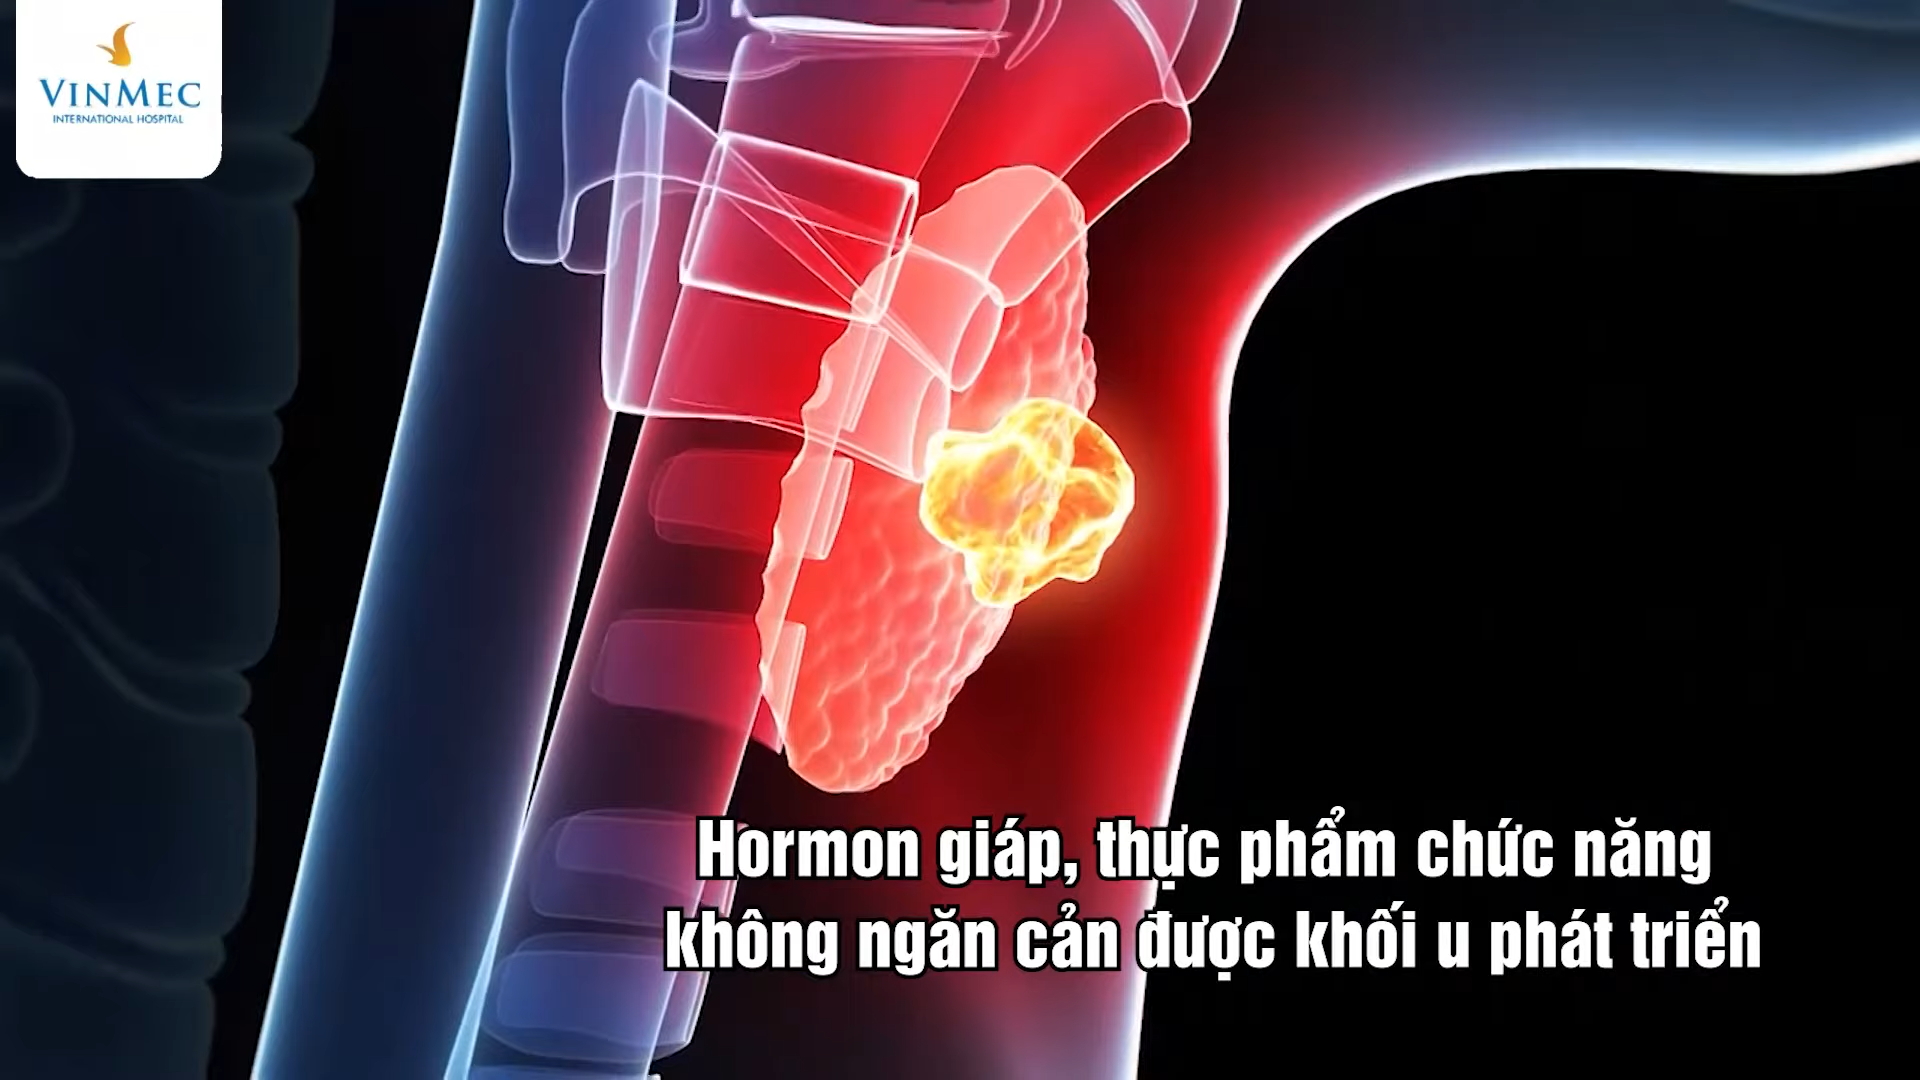 VINMEC
INTERNATIONAL HOSPITAL
Hormon giáp, thực phẩm chức năng
không ngăn cản được khối u phát triển